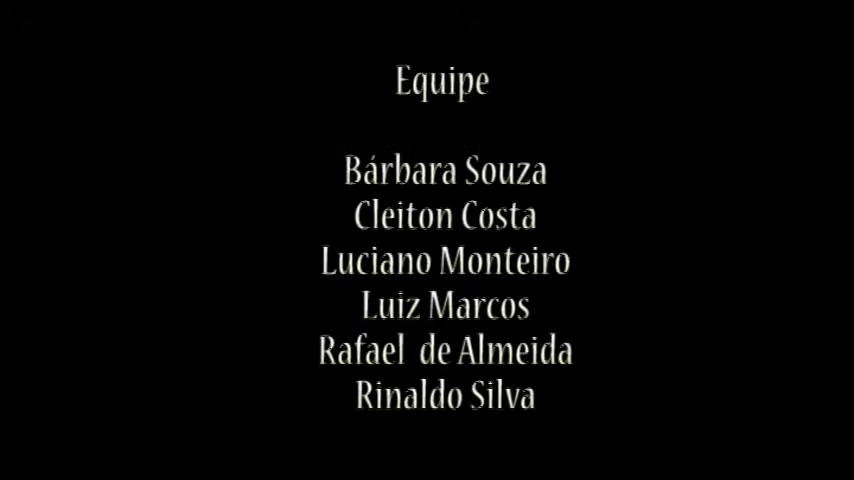 Equipe
Bárbara Souza
Cleiton Costa
Luciano Monteiro
Luiz Marcos
Rafael de Almeida
Rinaldo Silva